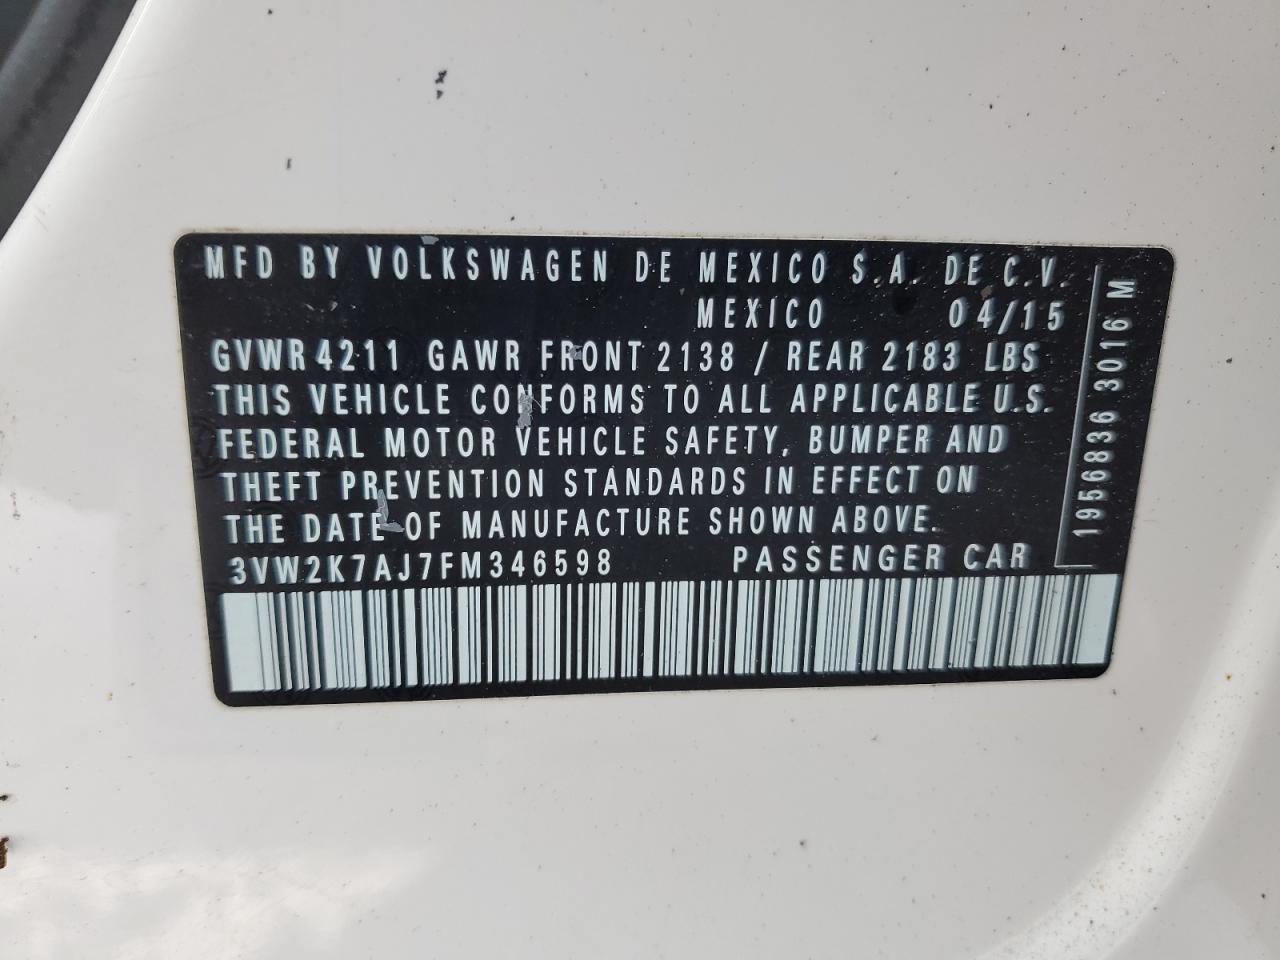 MFD BY VOLKSWAGEN DE MEXICO S.A. DE C.V.
MEXICO 04/15
GVWR 4211 GAWR FRONT 2138 / REAR 2183 LBS
THIS VEHICLE CONFORMS TO ALL APPLICABLE U.S.
FEDERAL MOTOR VEHICLE SAFETY, BUMPER AND
THEFT PREVENTION STANDARDS IN EFFECT ON
THE DATE OF MANUFACTURE SHOWN ABOVE.
3VW2K7AJ7FM346598 PASSENGER CAR
1956836 3016 M